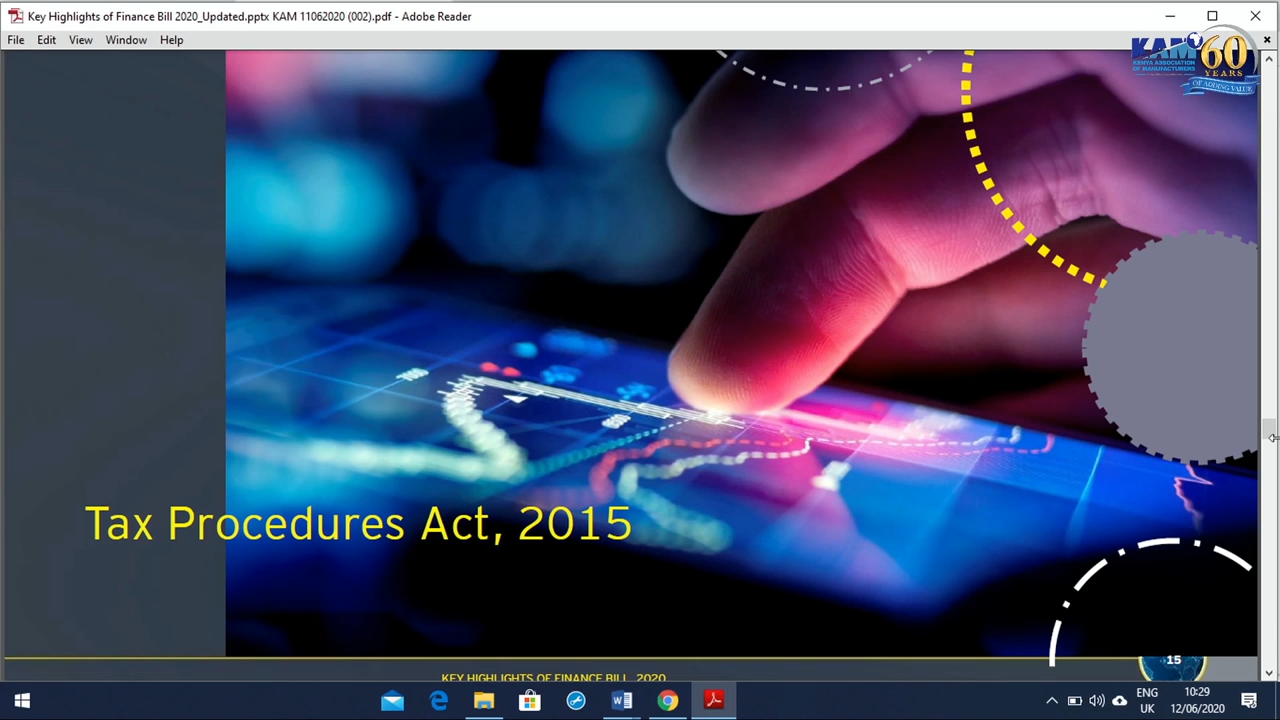 Key Highlights of Finance Bill 2020_Updated.pptx KAM 11062020 (002).pdf - Adobe Reader
File Edit View Window Help
KAM
KENYA ASSOCIATION
OF MANUFACTURERS
60
YEARS
OF ADDING VALUE
Tax Procedures Act, 2015
15
KEY HIGHLIGHTS OF FINANCE BILL, 2020
ENG
UK
10:29
12/06/2020